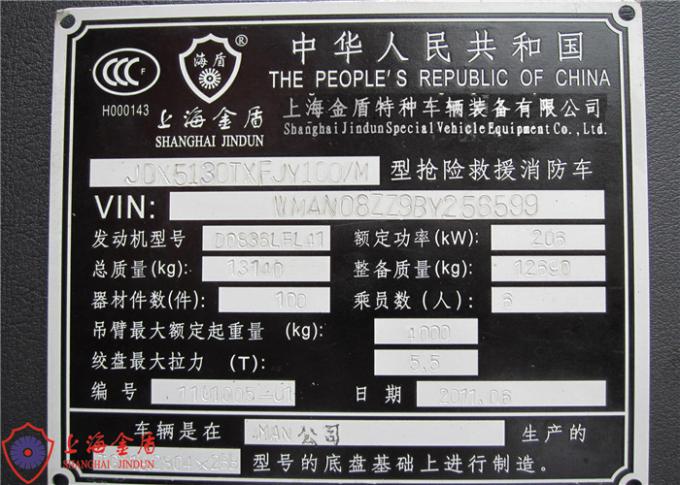 CCC F
H000143
海盾 ®
上海金盾
SHANGHAI JINDUN
中华人民共和国
THE PEOPLE'S REPUBLIC OF CHINA
上海金盾特种车辆装备有限公司
Shanghai Jindun Special Vehicle Equipment Co., Ltd.
JDX5130TXFJY100/M 型抢险救援消防车
VIN: WMAN08ZZ9BY256599
发动机型号 D0836LFL41 额定功率(kW): 206
总质量(kg): 13140 整备质量(kg): 12690
器材件数(件): 100 乘员数(人): 6
吊臂最大额定起重量 (kg): 4000
绞盘最大拉力 (T): 5.5
编号 日期 2011.06
车辆是在 MAN 公司 生产的
型号的底盘基础上进行制造。
上海金盾
SHANGHAI JINDUN